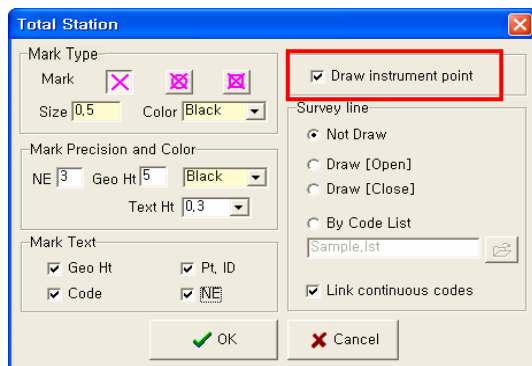 Total Station
Mark Type
Mark
Size 0,5 Color Black
Mark Precision and Color
NE 3 Geo Ht 5 Black
Text Ht 0,3
Mark Text
Geo Ht Pt, ID
Code NE
Draw instrument point
Survey line
Not Draw
Draw [Open]
Draw [Close]
By Code List
Sample,lst
Link continuous codes
OK Cancel